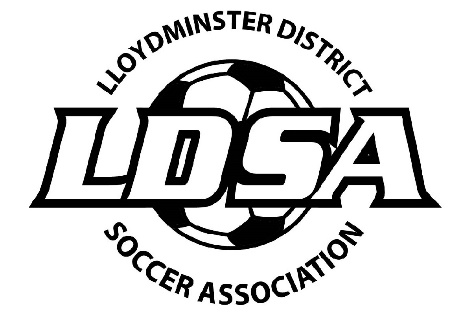 LLOYDMINSTER DISTRICT
LDSA
SOCCER ASSOCIATION